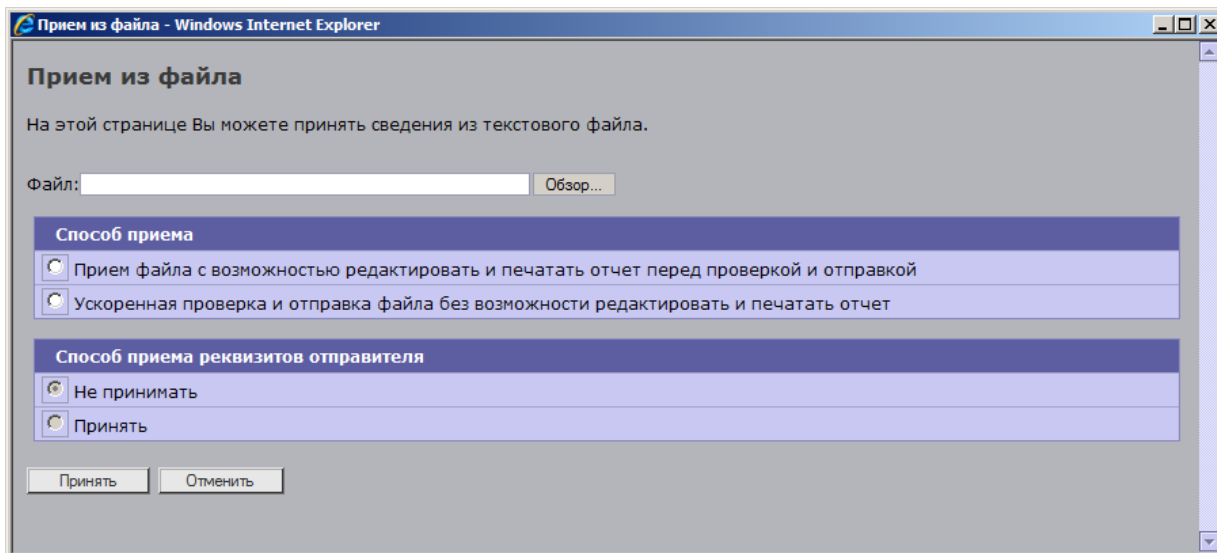 Прием из файла - Windows Internet Explorer
Прием из файла
На этой странице Вы можете принять сведения из текстового файла.
Файл: Обзор...
Способ приема
Прием файла с возможностью редактировать и печатать отчет перед проверкой и отправкой
Ускоренная проверка и отправка файла без возможности редактировать и печатать отчет
Способ приема реквизитов отправителя
Не принимать
Принять
Принять Отменить